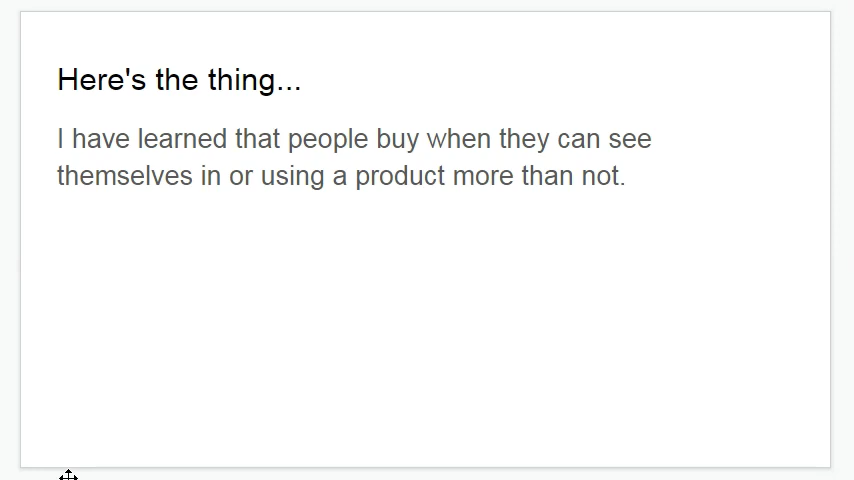 Here's the thing...
I have learned that people buy when they can see
themselves in or using a product more than not.